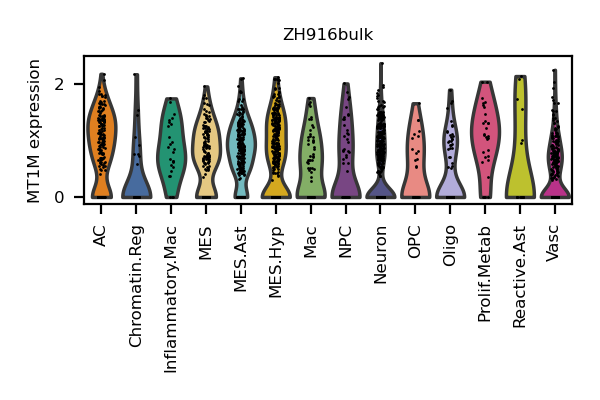 ZH916bulk
MT1M expression
2
0
AC
Chromatin.Reg
Inflammatory.Mac
MES
MES.Ast
MES.Hyp
Mac
NPC
Neuron
OPC
Oligo
Prolif.Metab
Reactive.Ast
Vasc